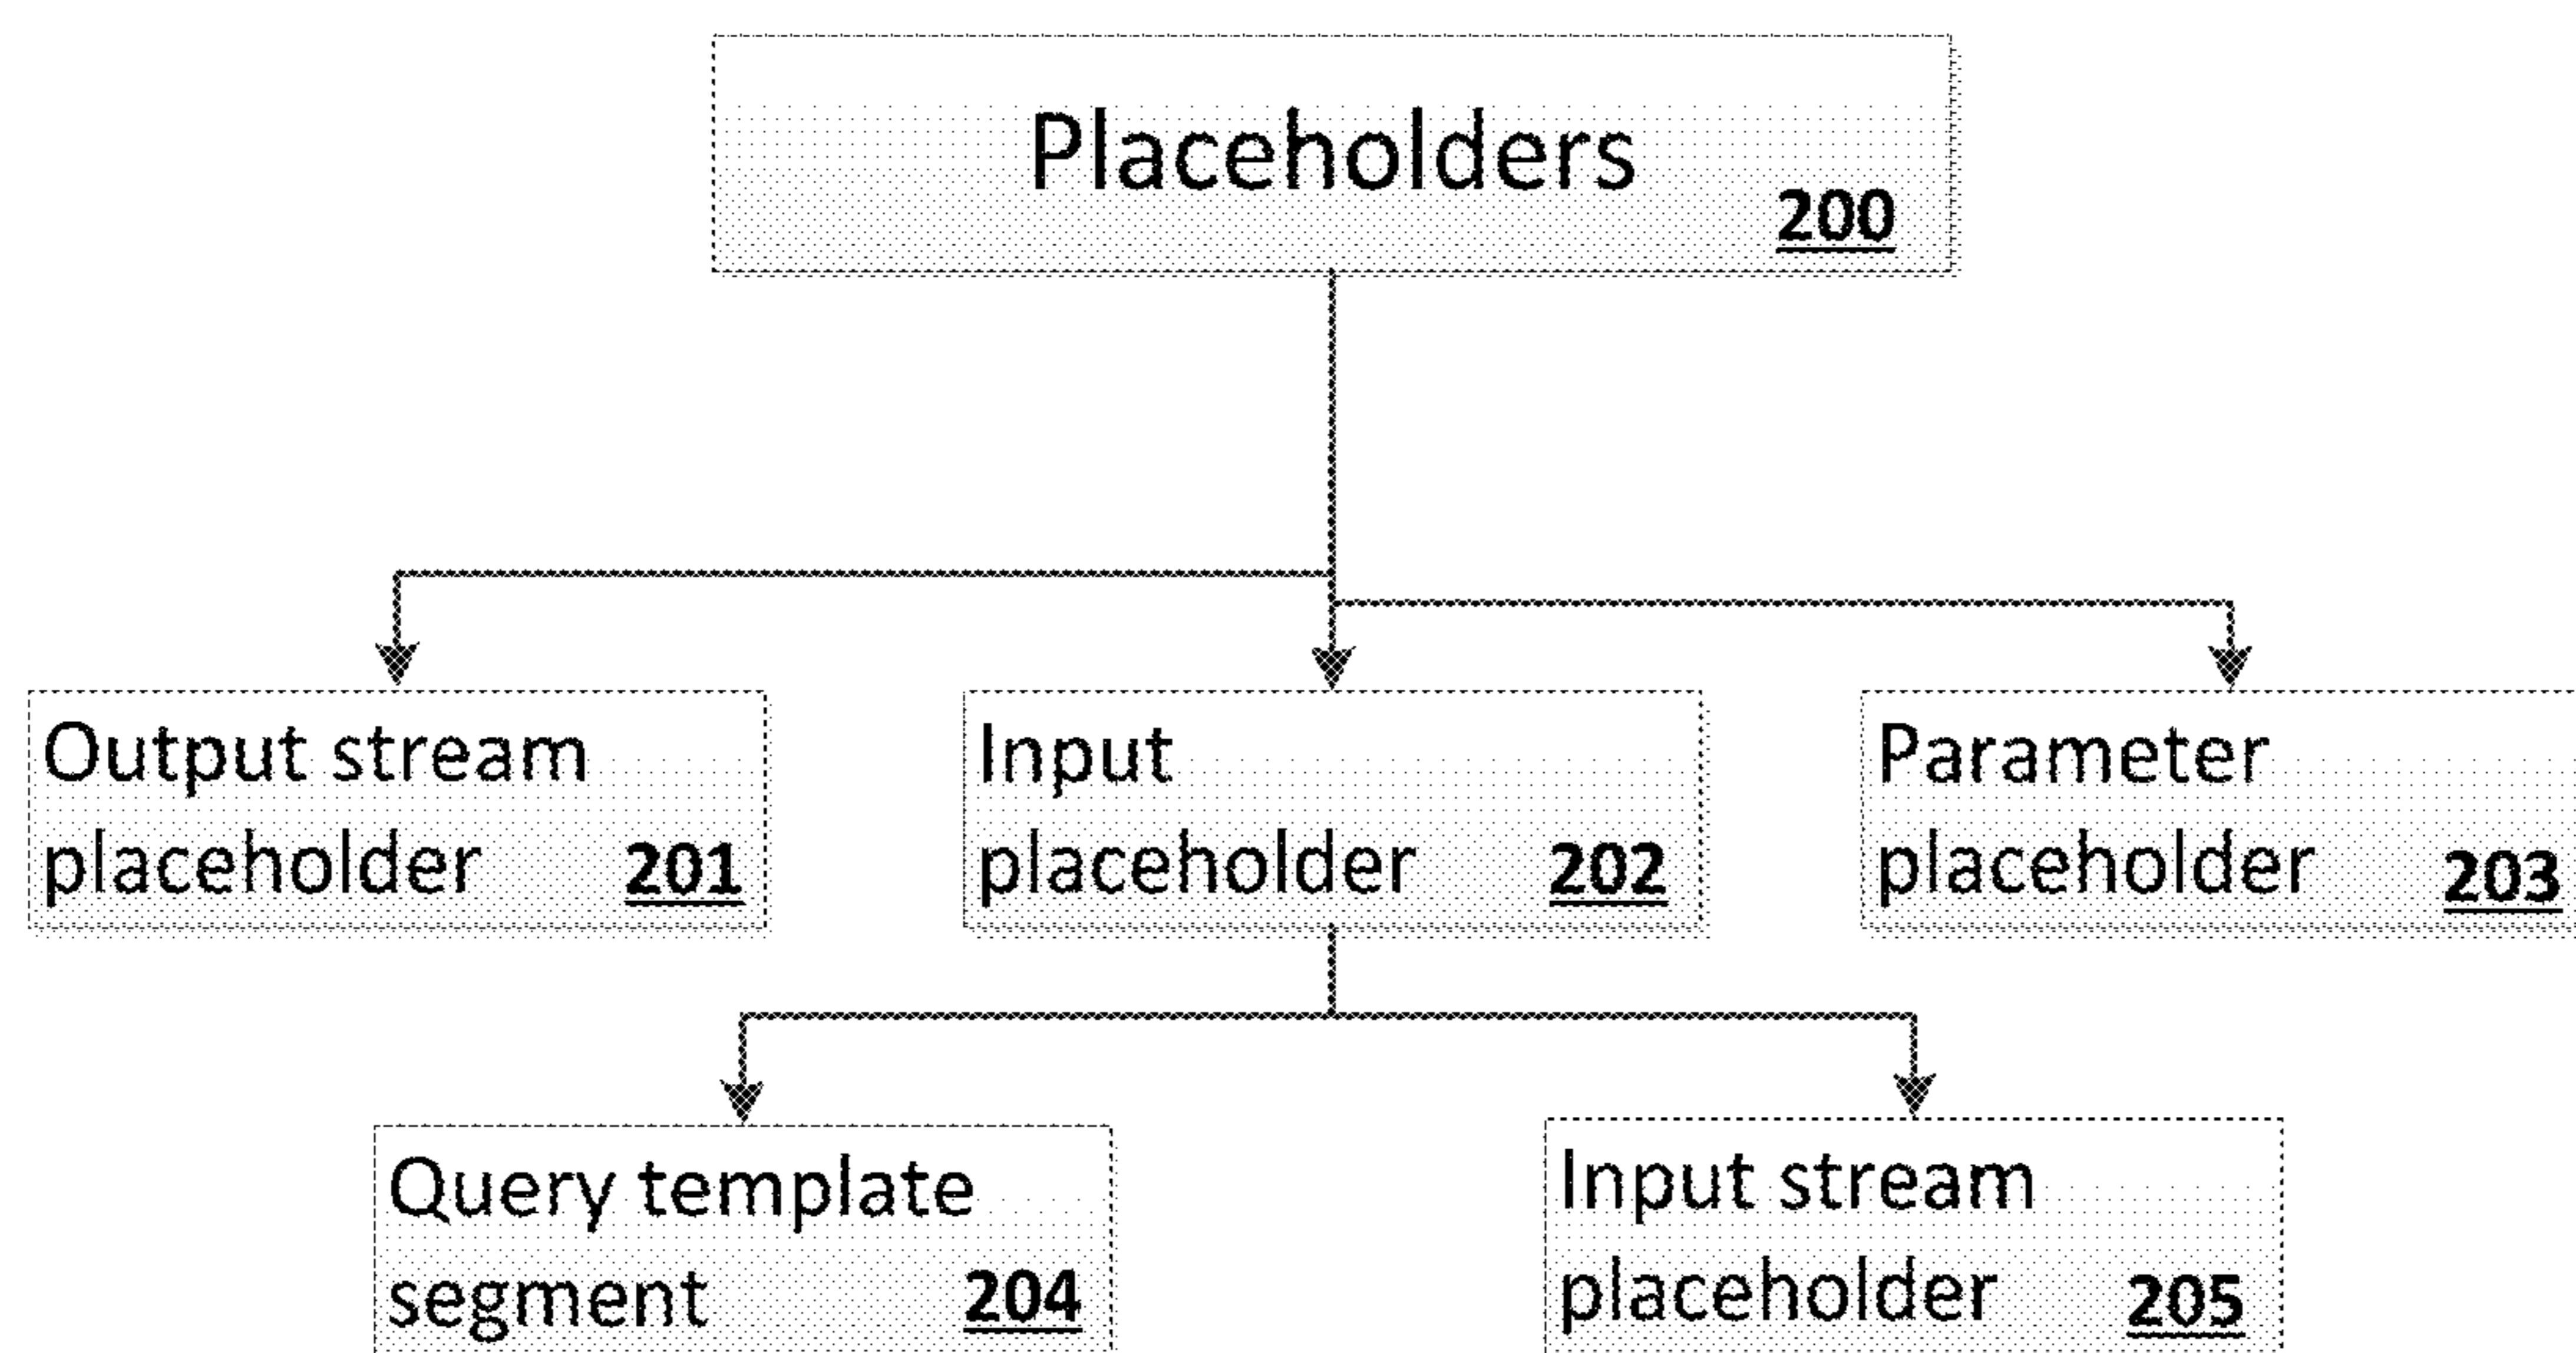 Placeholders
200
Output stream
placeholder 201
Input
placeholder 202
Parameter
placeholder 203
Query template
segment 204
Input stream
placeholder 205